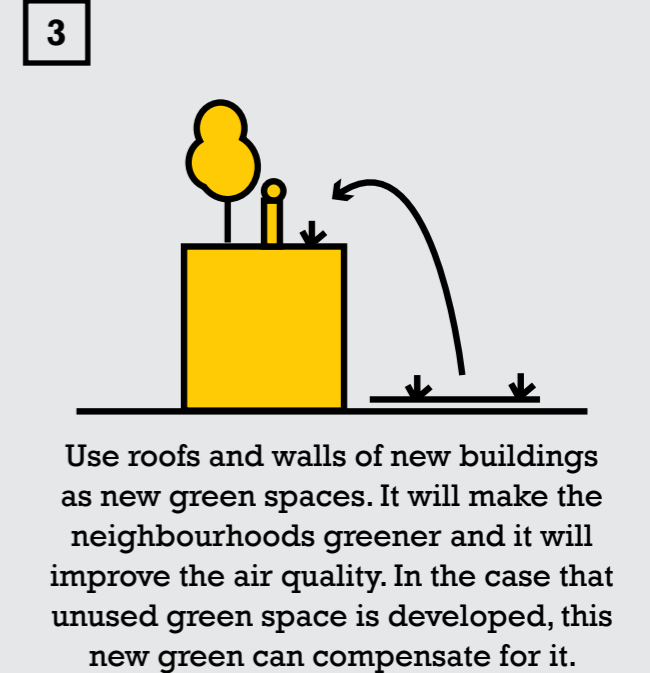 3
Use roofs and walls of new buildings
as new green spaces. It will make the
neighbourhoods greener and it will
improve the air quality. In the case that
unused green space is developed, this
new green can compensate for it.